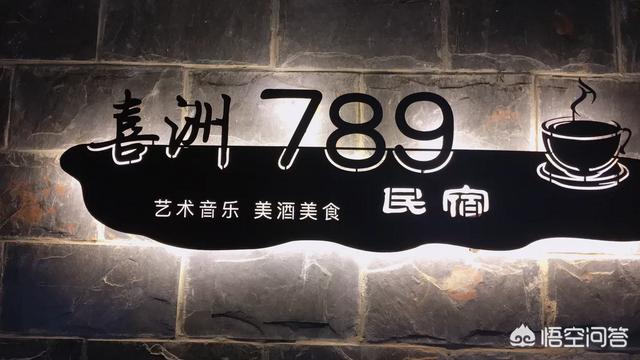 喜洲 789
艺术音乐 美酒美食 民宿
悟空问答